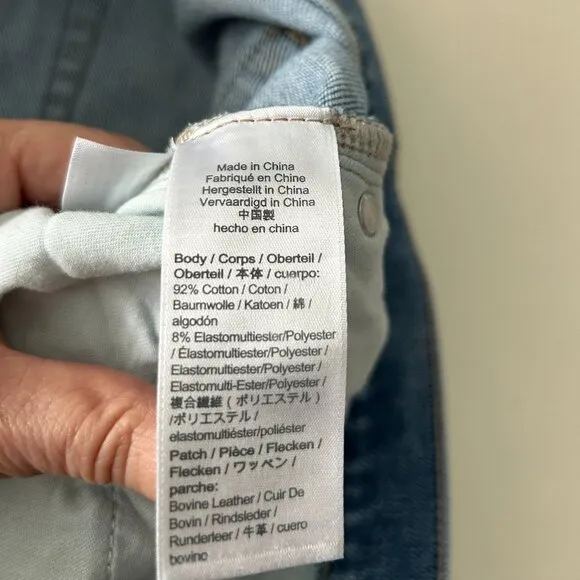 Made in China
Fabriqué en Chine
Hergestellt in China
Vervaardigd in China
中国製
hecho en china
Body / Corps / Oberteil /
Oberteil / 本体 / cuerpo:
92% Cotton / Coton /
Baumwolle / Katoen / 綿 /
algodón
8% Elastomultiester/Polyester
/ Élastomultiester/Polyester /
Elastomultiester/Polyester /
Elastomulti-Ester/Polyester /
複合繊維（ポリエステル）
/ポリエステル /
elastomultiéster/poliéster
Patch / Pièce / Flecken /
Flecken / ワッペン /
parche:
Bovine Leather / Cuir De
Bovin / Rindsleder /
Runderleer / 牛革 / cuero
bovino